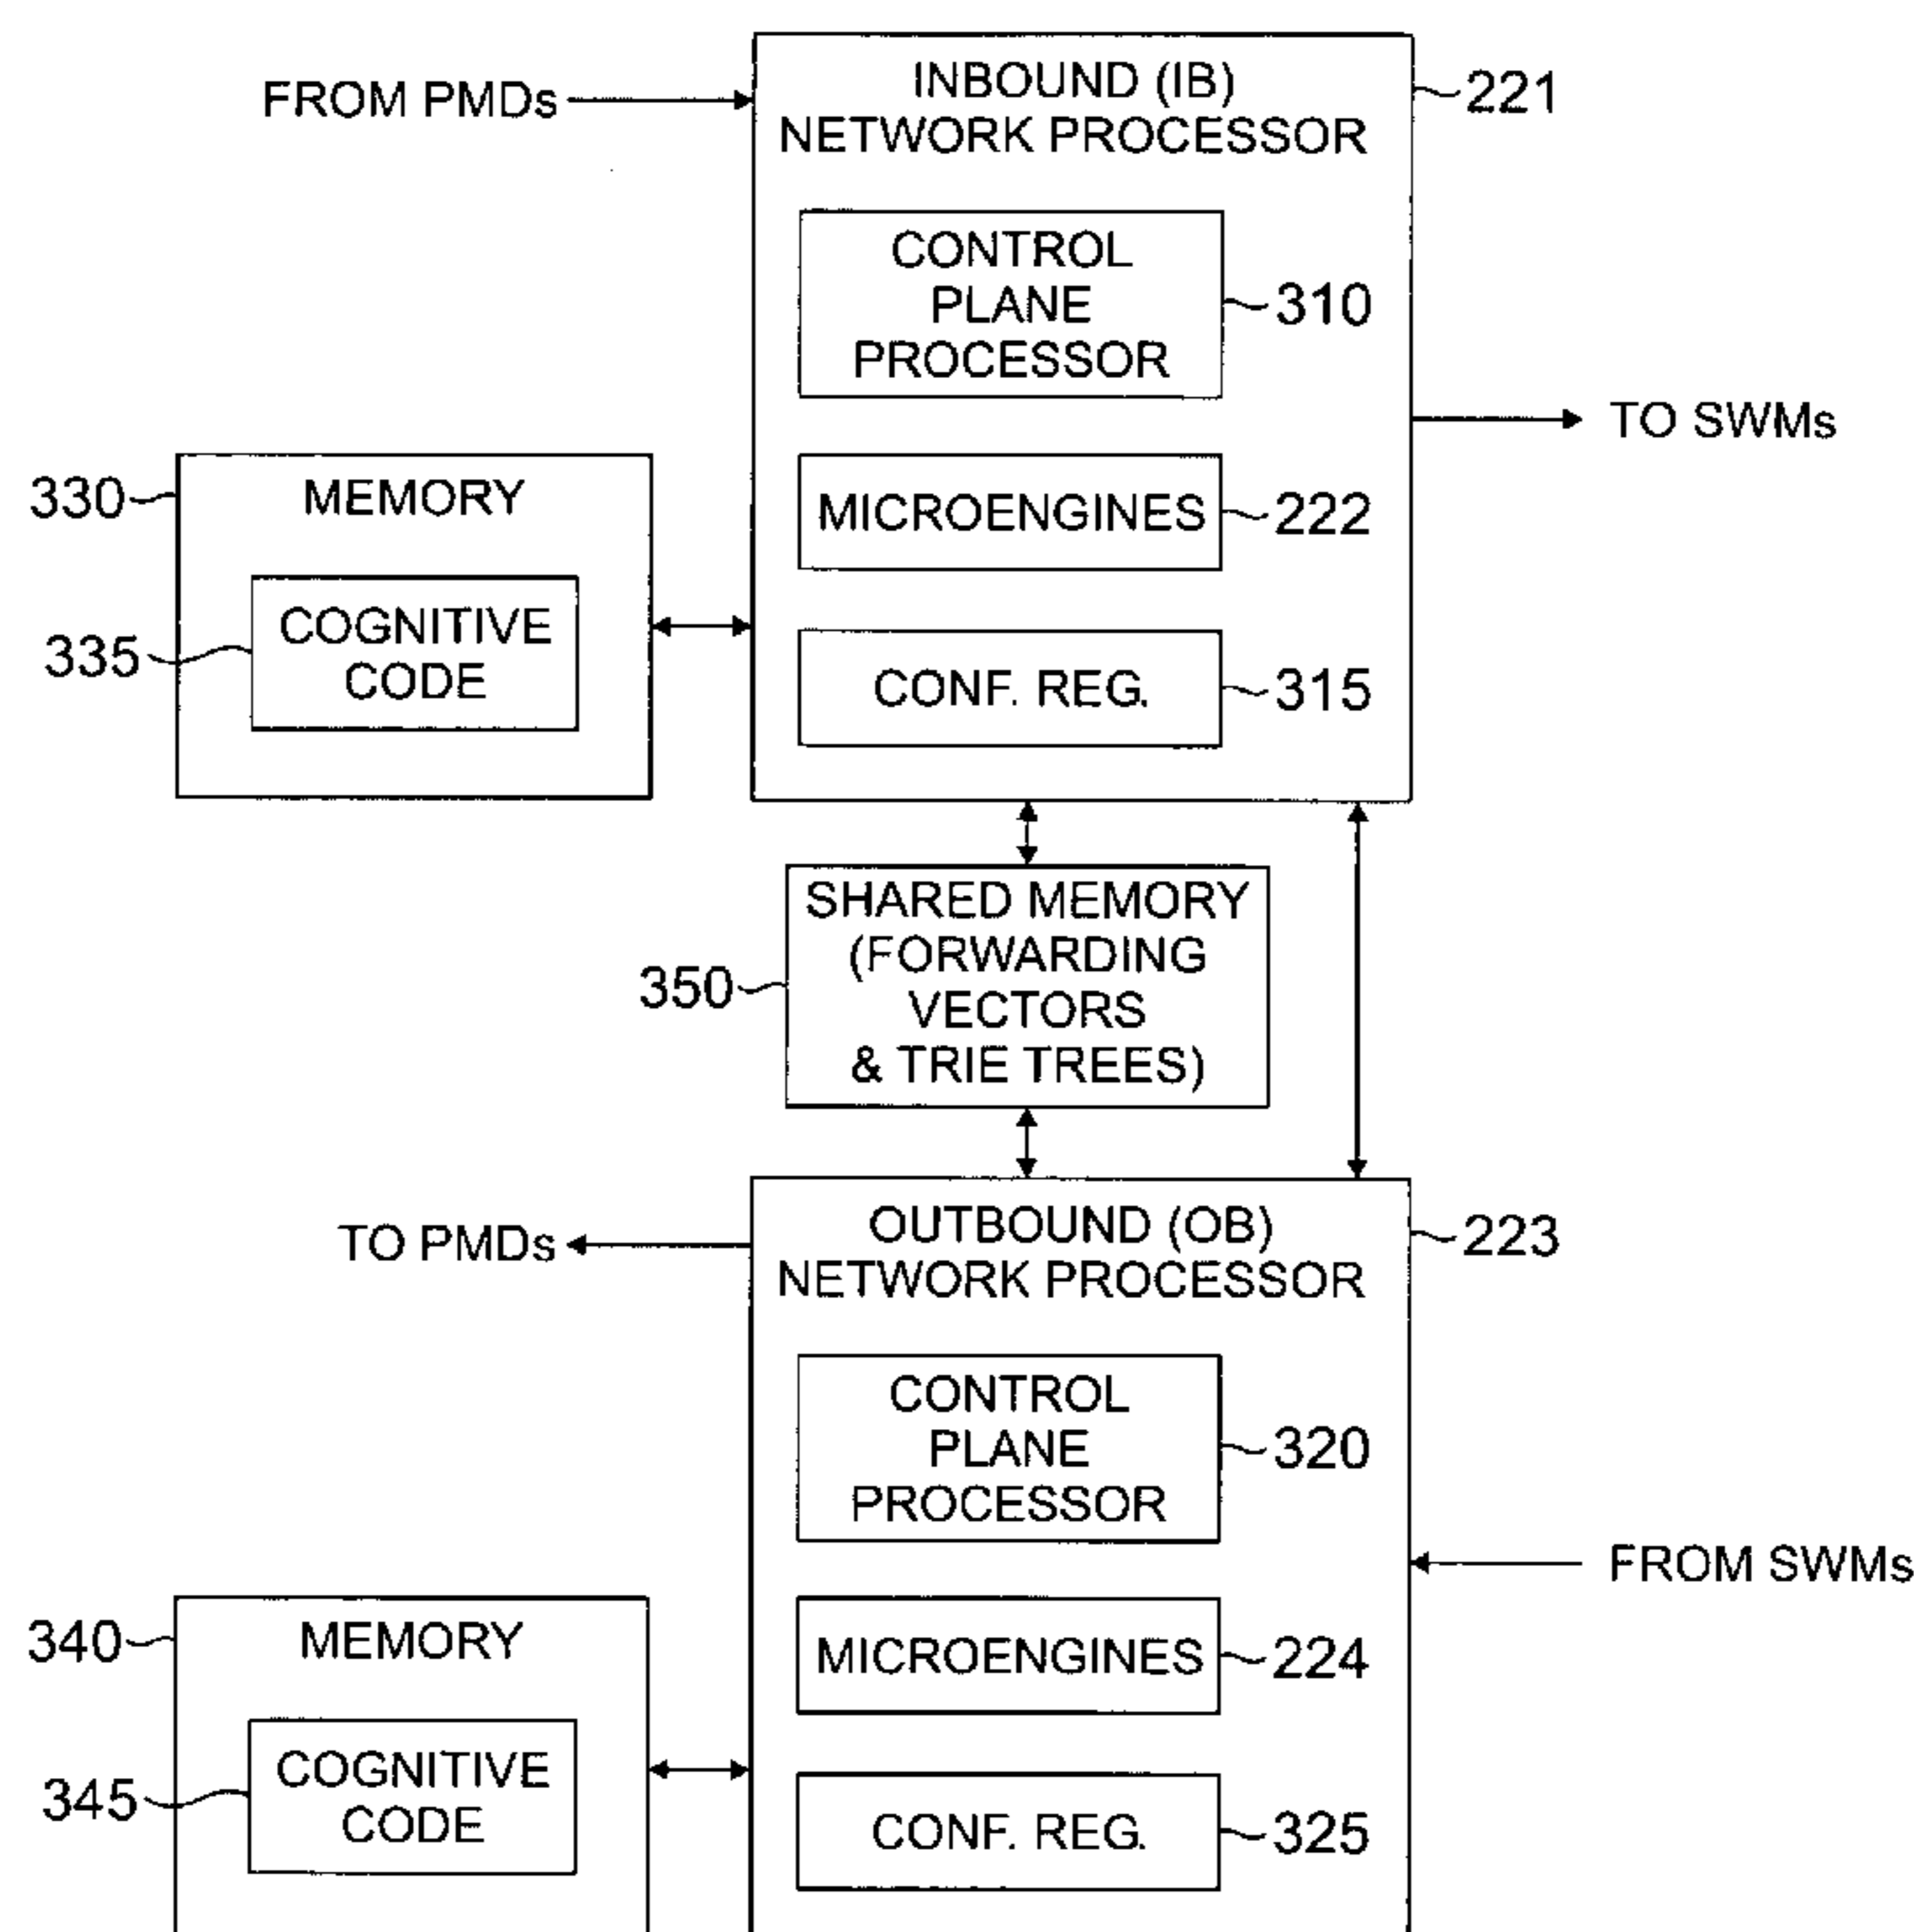 FROM PMDs
INBOUND (IB)
NETWORK PROCESSOR
221
CONTROL
PLANE
PROCESSOR
310
TO SWMs
330
MEMORY
MICROENGINES
222
335
COGNITIVE
CODE
CONF. REG.
315
350
SHARED MEMORY
(FORWARDING
VECTORS
& TRIE TREES)
TO PMDs
OUTBOUND (OB)
NETWORK PROCESSOR
223
CONTROL
PLANE
PROCESSOR
320
FROM SWMs
340
MEMORY
MICROENGINES
224
345
COGNITIVE
CODE
CONF. REG.
325